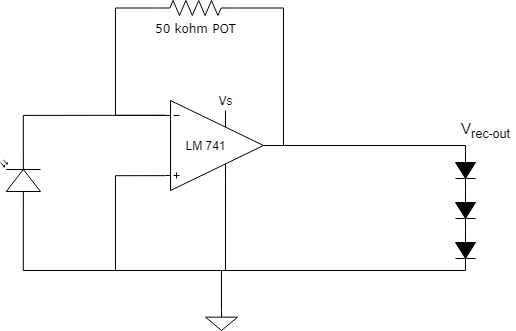 50 kohm POT
Vs
−
LM 741
+
Vrec-out